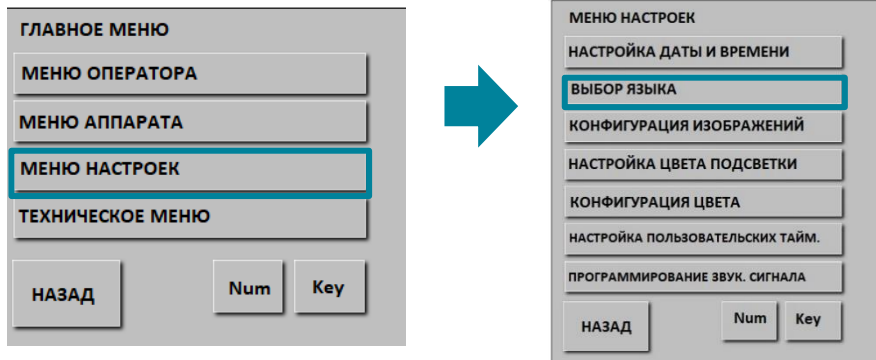 ГЛАВНОЕ МЕНЮ
МЕНЮ ОПЕРАТОРА
МЕНЮ АППАРАТА
МЕНЮ НАСТРОЕК
ТЕХНИЧЕСКОЕ МЕНЮ
НАЗАД
Num
Key
МЕНЮ НАСТРОЕК
НАСТРОЙКА ДАТЫ И ВРЕМЕНИ
ВЫБОР ЯЗЫКА
КОНФИГУРАЦИЯ ИЗОБРАЖЕНИЙ
НАСТРОЙКА ЦВЕТА ПОДСВЕТКИ
КОНФИГУРАЦИЯ ЦВЕТА
НАСТРОЙКА ПОЛЬЗОВАТЕЛЬСКИХ ТАЙМ.
ПРОГРАММИРОВАНИЕ ЗВУК. СИГНАЛА
НАЗАД
Num
Key